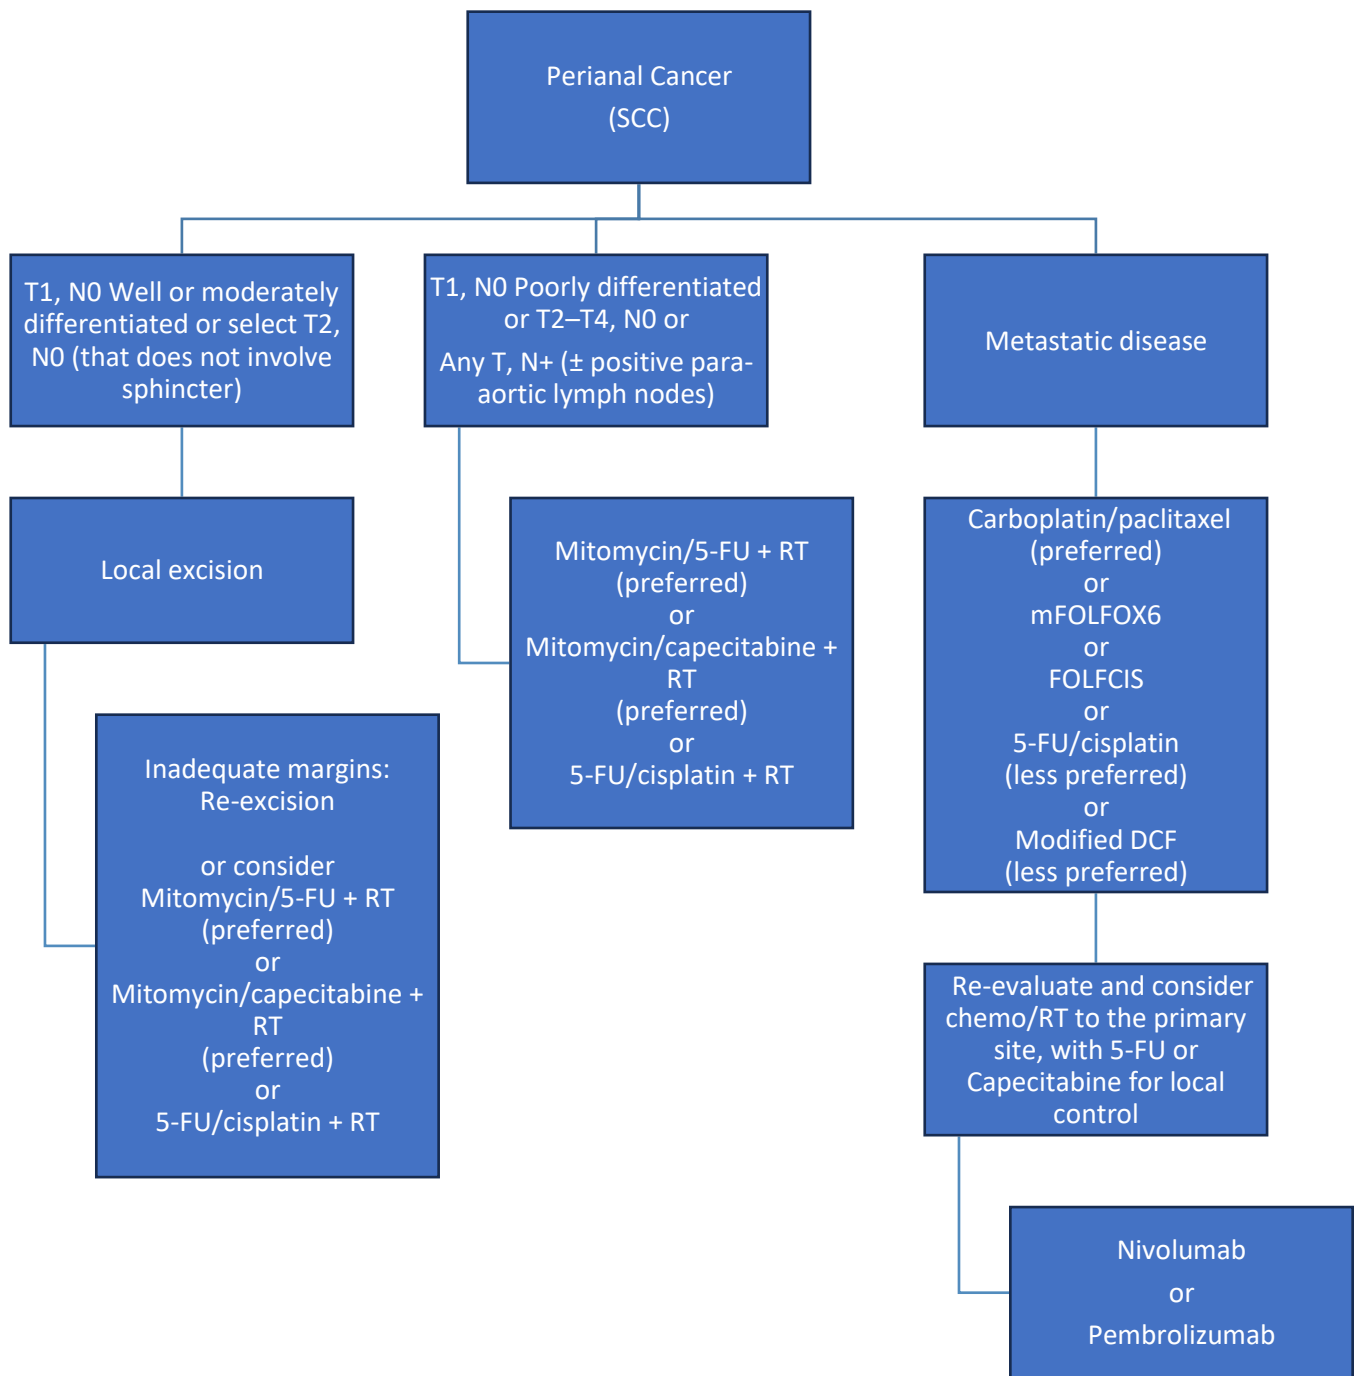 Perianal Cancer
(SCC)
T1, N0 Well or moderately
differentiated or select T2,
N0 (that does not involve
sphincter)
T1, N0 Poorly differentiated
or T2–T4, N0 or
Any T, N+ (± positive para-
aortic lymph nodes)
Metastatic disease
Local excision
Inadequate margins:
Re-excision
or consider
Mitomycin/5-FU + RT
(preferred)
or
Mitomycin/capecitabine +
RT
(preferred)
or
5-FU/cisplatin + RT
Mitomycin/5-FU + RT
(preferred)
or
Mitomycin/capecitabine +
RT
(preferred)
or
5-FU/cisplatin + RT
Carboplatin/paclitaxel
(preferred)
or
mFOLFOX6
or
FOLFCIS
or
5-FU/cisplatin
(less preferred)
or
Modified DCF
(less preferred)
Re-evaluate and consider
chemo/RT to the primary
site, with 5-FU or
Capecitabine for local
control
Nivolumab
or
Pembrolizumab